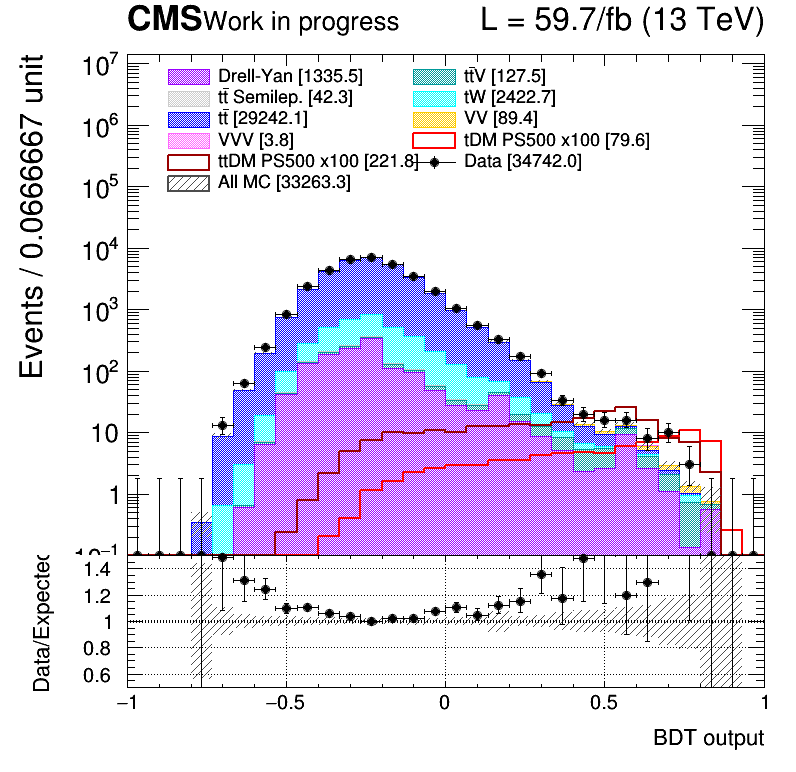 CMS Work in progress L = 59.7/fb (13 TeV)
Events / 0.0666667 unit
10⁷
10⁶
10⁵
10⁴
10³
10²
10
1
10⁻¹
Drell-Yan [1335.5] tt̄V [127.5]
tt̄ Semilep. [42.3] tW [2422.7]
tt̄ [29242.1] VV [89.4]
VVV [3.8] tDM PS500 x100 [79.6]
ttDM PS500 x100 [221.8] Data [34742.0]
All MC [33263.3]
Data/Expected
1.4
1.2
1
0.8
0.6
−1 −0.5 0 0.5 1
BDT output